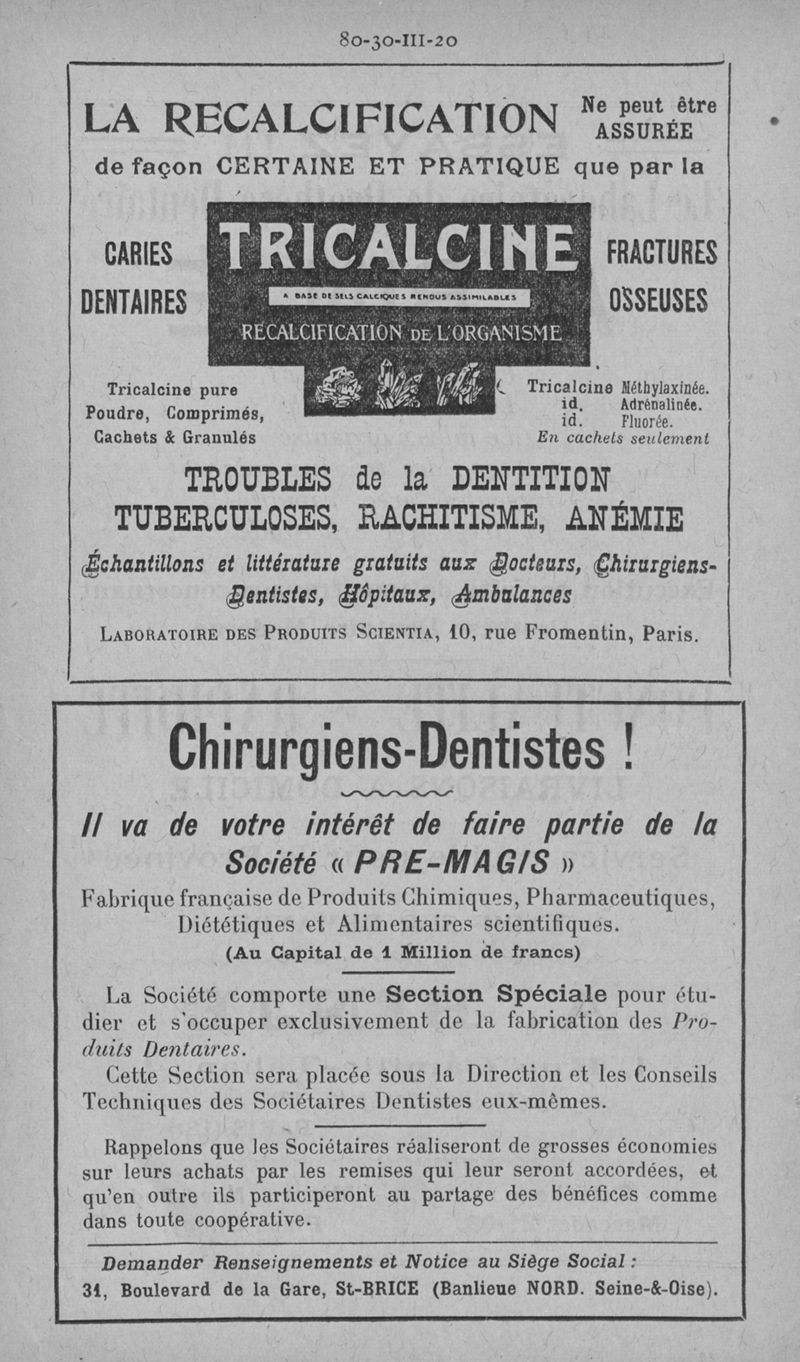 80-30-III-20
LA RECALCIFICATION Ne peut être
ASSURÉE
de façon CERTAINE ET PRATIQUE que par la
CARIES
DENTAIRES
TRICALCINE
A BASE DE SELS CALCIQUES RENDUS ASSIMILABLES
RECALCIFICATION DE L'ORGANISME
FRACTURES
OSSEUSES
Tricalcine pure
Poudre, Comprimés,
Cachets & Granulés
Tricalcine Méthylaxinée.
id. Adrénalinée.
id. Fluorée.
En cachets seulement
TROUBLES de la DENTITION
TUBERCULOSES, RACHITISME, ANÉMIE
Échantillons et littérature gratuits aux Docteurs, Chirurgiens-
Dentistes, Hôpitaux, Ambulances
LABORATOIRE DES PRODUITS SCIENTIA, 10, rue Fromentin, Paris.
Chirurgiens-Dentistes !
Il va de votre intérêt de faire partie de la
Société « PRE-MAGIS »
Fabrique française de Produits Chimiques, Pharmaceutiques,
Diététiques et Alimentaires scientifiques.
(Au Capital de 1 Million de francs)
La Société comporte une Section Spéciale pour étu-
dier et s'occuper exclusivement de la fabrication des Pro-
duits Dentaires.
Cette Section sera placée sous la Direction et les Conseils
Techniques des Sociétaires Dentistes eux-mêmes.
Rappelons que les Sociétaires réaliseront de grosses économies
sur leurs achats par les remises qui leur seront accordées, et
qu'en outre ils participeront au partage des bénéfices comme
dans toute coopérative.
Demander Renseignements et Notice au Siège Social :
31, Boulevard de la Gare, St-BRICE (Banlieue NORD. Seine-&-Oise).